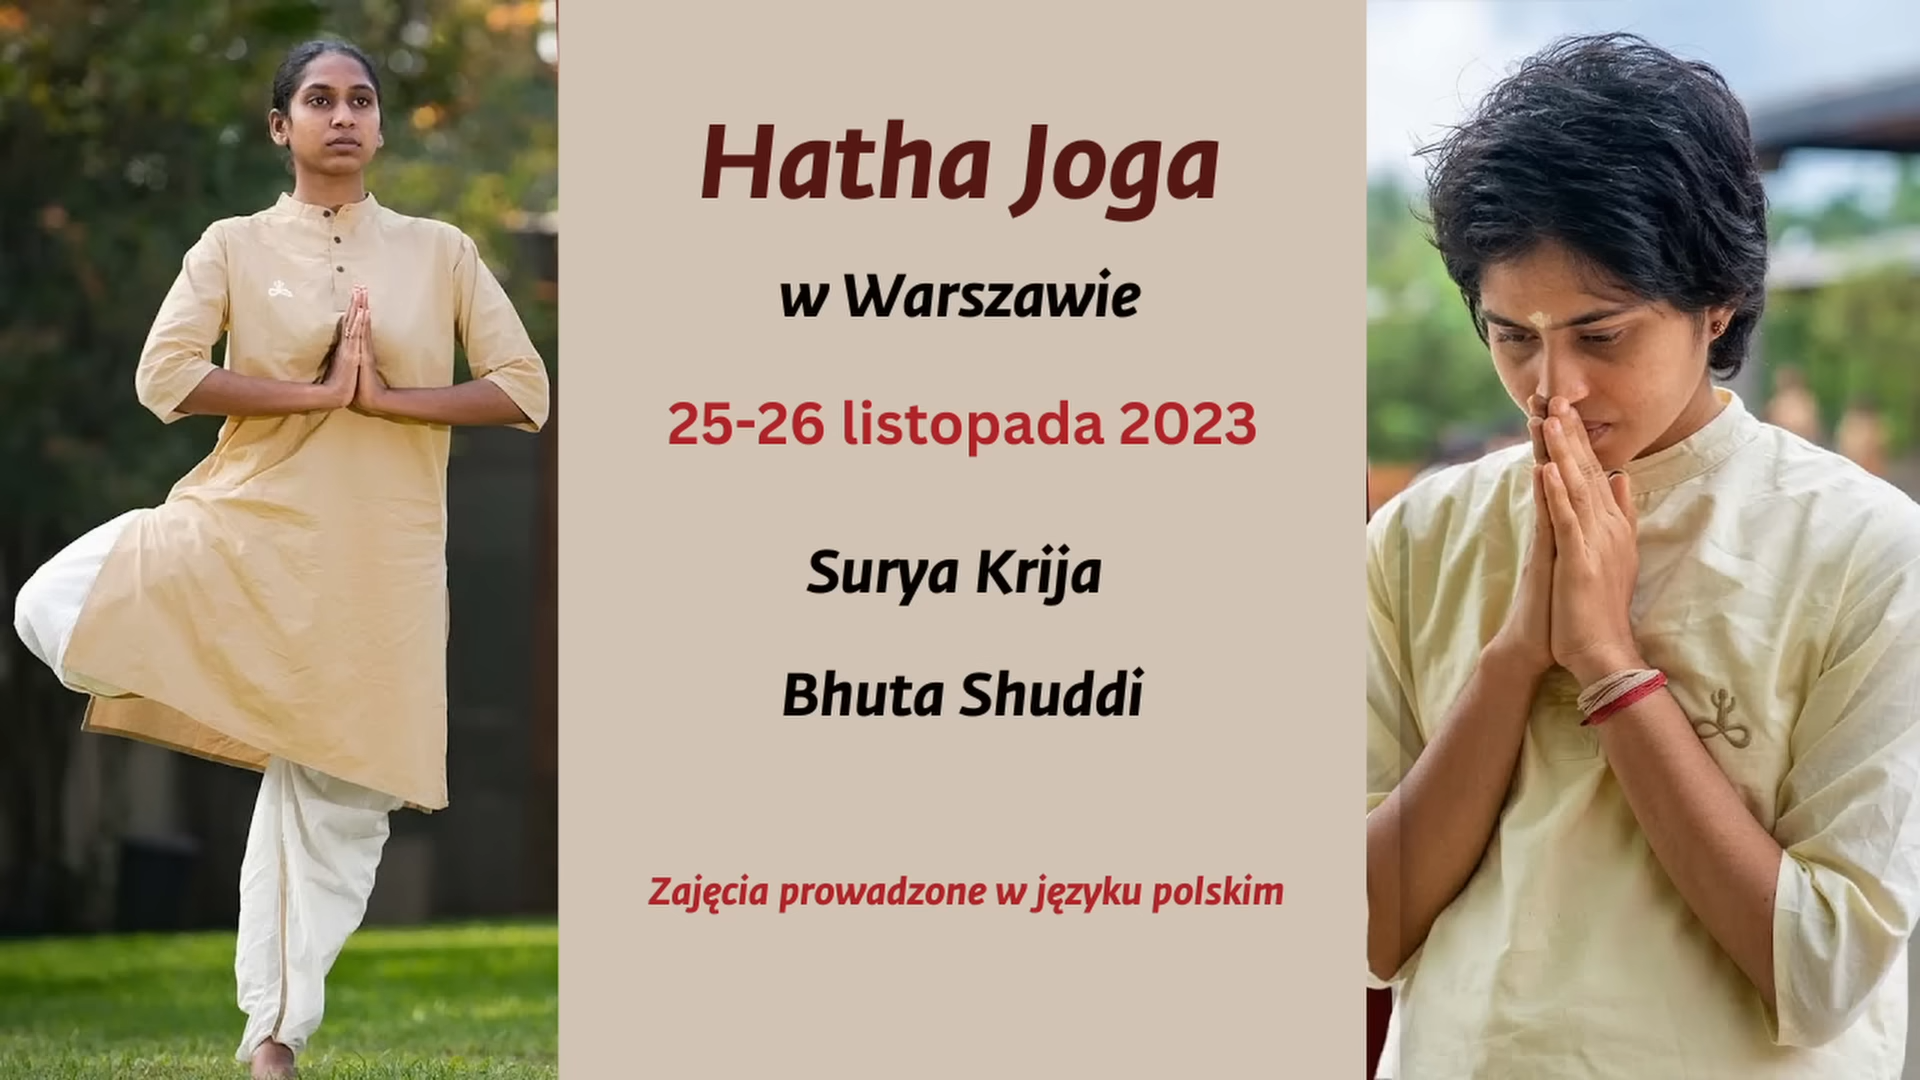 Hatha Joga
w Warszawie
25-26 listopada 2023
Surya Krija
Bhuta Shuddi
Zajęcia prowadzone w języku polskim